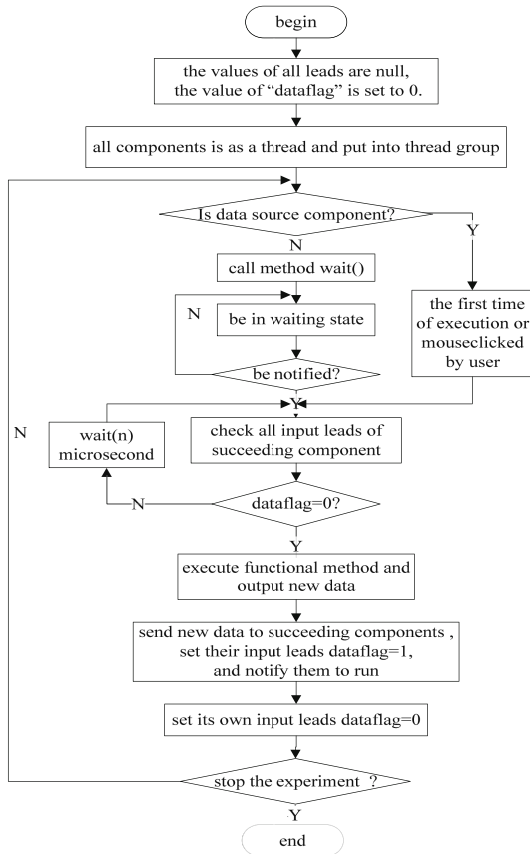 begin
the values of all leads are null,
the value of “dataflag” is set to 0.
all components is as a thread and put into thread group
Is data source component?
Y
N
call method wait()
the first time
of execution or
mouseclicked
by user
N
be in waiting state
be notified?
Y
N
wait(n)
microsecond
check all input leads of
succeeding component
N
dataflag=0?
Y
execute functional method and
output new data
send new data to succeeding components ,
set their input leads dataflag=1,
and notify them to run
set its own input leads dataflag=0
stop the experiment ?
Y
end